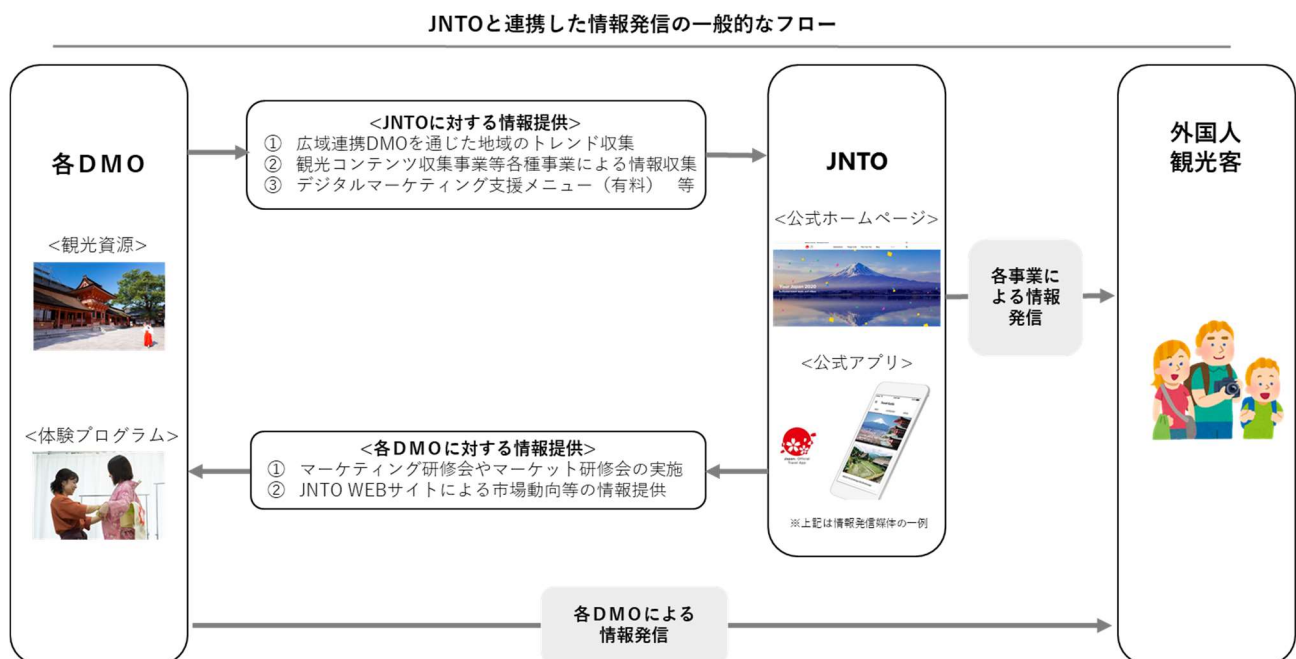 JNTOと連携した情報発信の一般的なフロー
各DMO
<観光資源>
<体験プログラム>
<JNTOに対する情報提供>
① 広域連携DMOを通じた地域のトレンド収集
② 観光コンテンツ収集事業等各種事業による情報収集
③ デジタルマーケティング支援メニュー（有料） 等
<各DMOに対する情報提供>
① マーケティング研修会やマーケット研修会の実施
② JNTO WEBサイトによる市場動向等の情報提供
JNTO
<公式ホームページ>
<公式アプリ>
Japan Official
Travel App
※上記は情報発信媒体の一例
各事業に
よる情報
発信
外国人
観光客
各DMOによる
情報発信